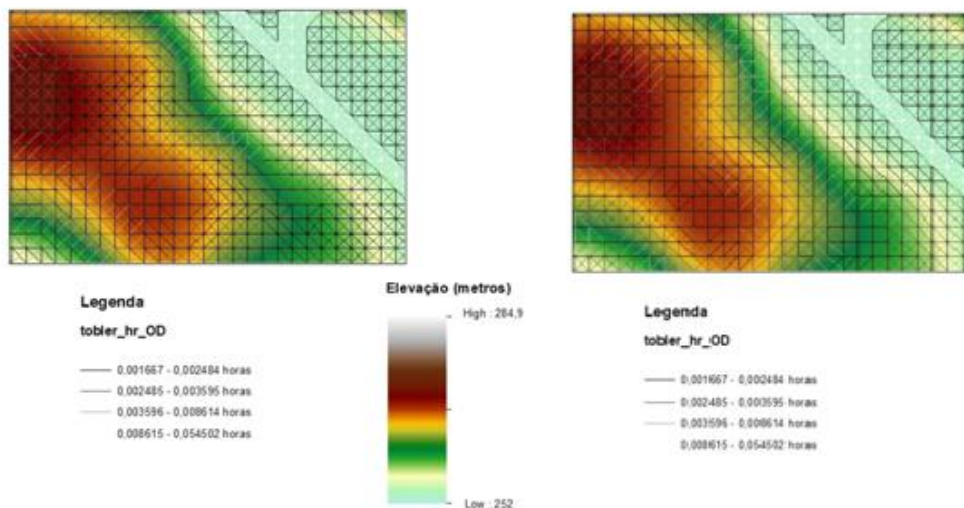 Legenda
tobler_hr_OD
0,001667 - 0,002484 horas
0,002485 - 0,003595 horas
0,003596 - 0,008614 horas
0,008615 - 0,054502 horas
Elevação (metros)
High : 284,9
Low : 252
Legenda
tobler_hr_OD
0,001667 - 0,002484 horas
0,002485 - 0,003595 horas
0,003596 - 0,008614 horas
0,008615 - 0,054502 horas